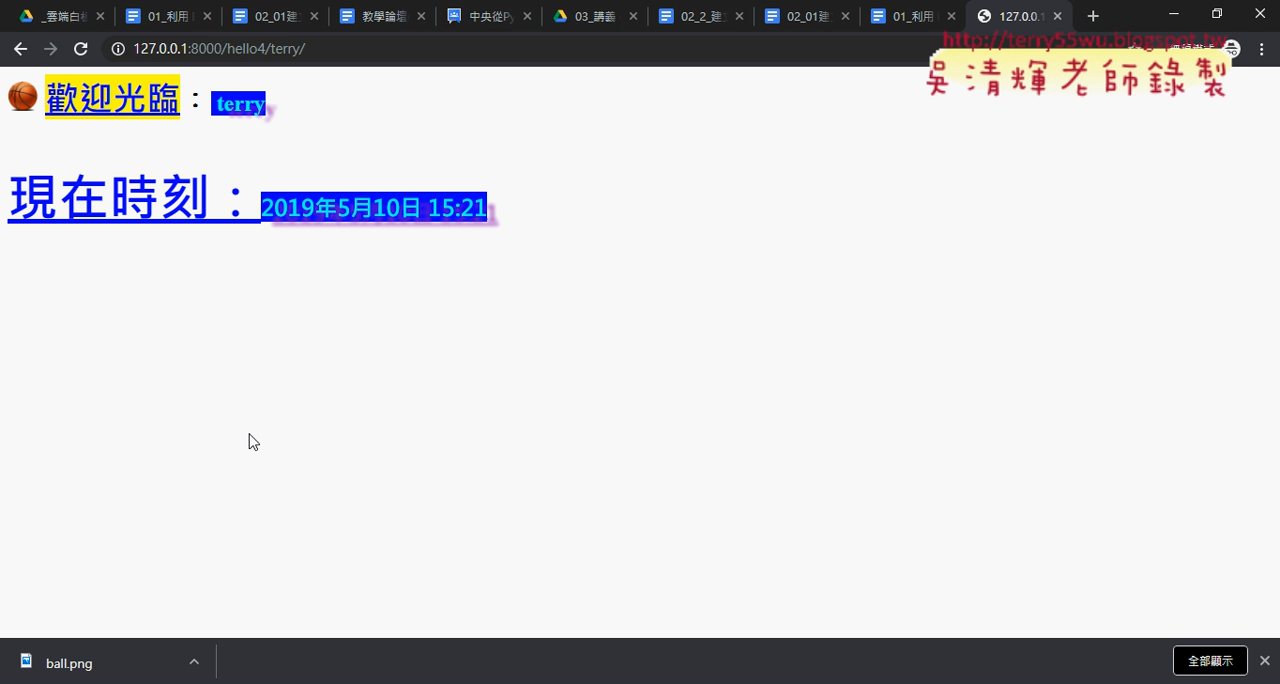 _雲端白
01_利用
02_01建
教學論壇
中央從Py
03_講義
02_2_建
02_01建
01_利用
127.0.0.1
127.0.0.1:8000/hello4/terry/
http://terry55wu.blogspot.tw
吳清輝老師錄製
歡迎光臨：terry
現在時刻：2019年5月10日 15:21
ball.png
全部顯示